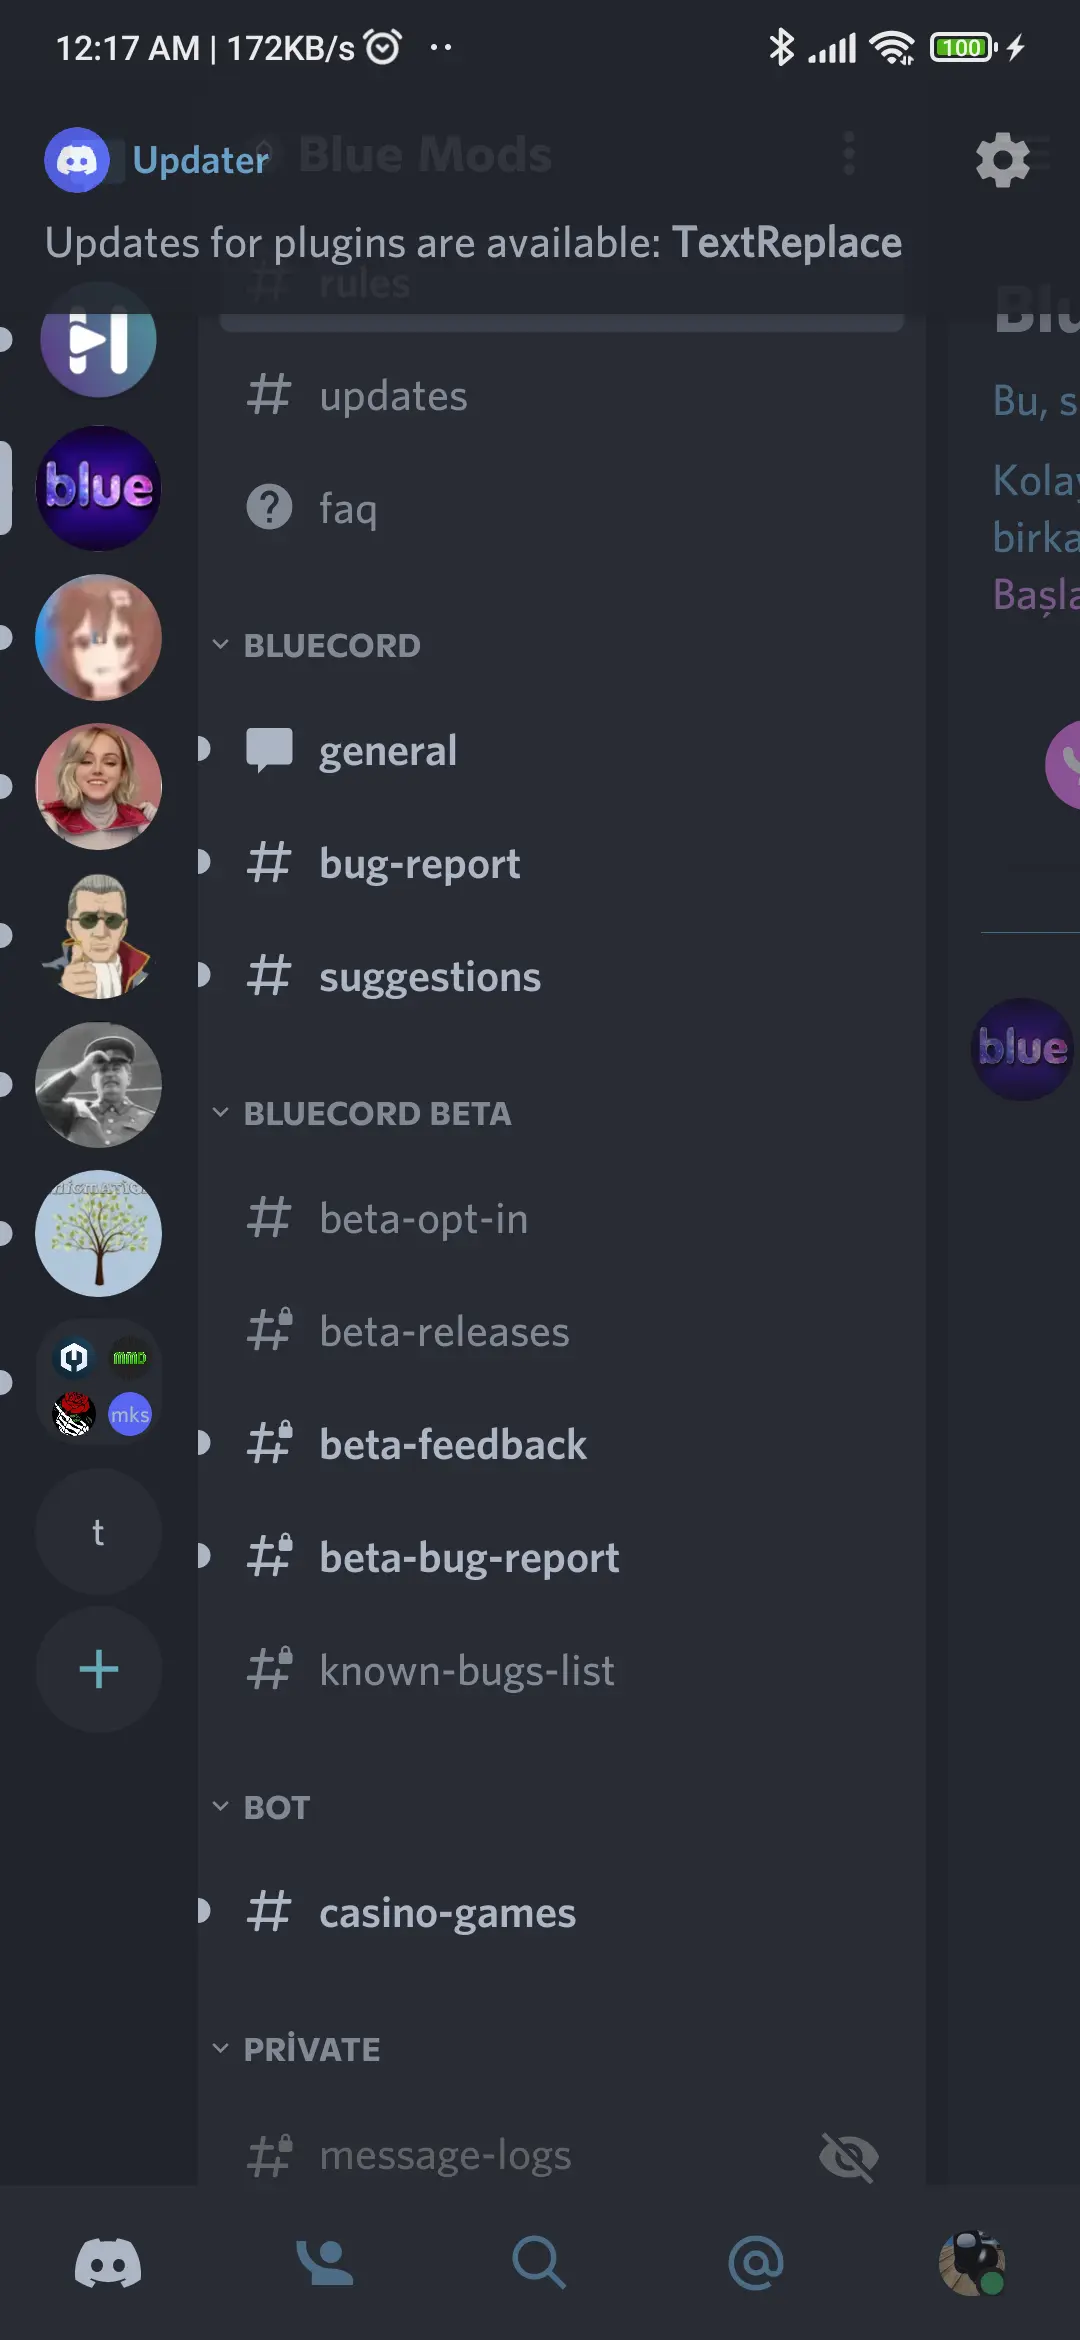 12:17 AM | 172KB/s
100
Updater
Blue Mods
Updates for plugins are available: TextReplace
rules
Blu
updates
Bu, s
blue
Kolay
faq
birka
Başla
BLUECORD
general
bug-report
suggestions
blue
BLUECORD BETA
beta-opt-in
beta-releases
MMD
mks
beta-feedback
t
beta-bug-report
known-bugs-list
BOT
casino-games
PRİVATE
message-logs